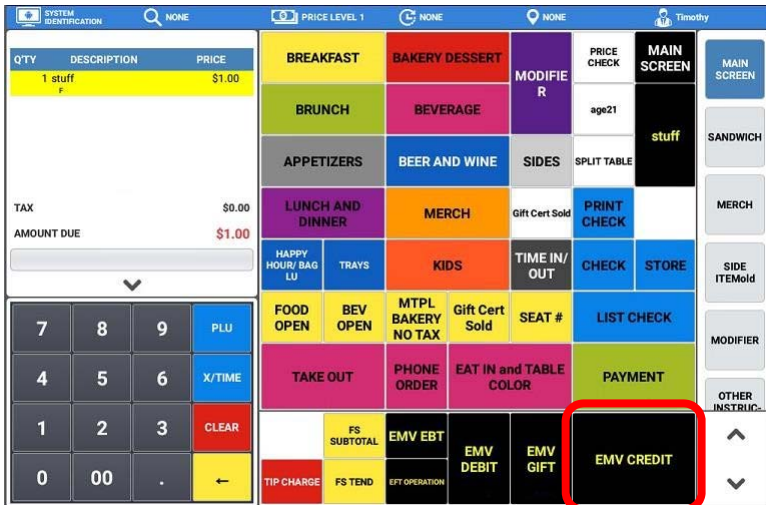 SYSTEM
IDENTIFICATION
NONE
PRICE LEVEL 1
NONE
NONE
Timothy
Q'TY DESCRIPTION PRICE
1 stuff $1.00
F
TAX $0.00
AMOUNT DUE $1.00
7 8 9 PLU
4 5 6 X/TIME
1 2 3 CLEAR
0 00 . ←
BREAKFAST
BAKERY DESSERT
MODIFIE
R
PRICE
CHECK
MAIN
SCREEN
BRUNCH
BEVERAGE
age21
stuff
APPETIZERS
BEER AND WINE
SIDES
SPLIT TABLE
LUNCH AND
DINNER
MERCH
Gift Cert Sold
PRINT
CHECK
HAPPY
HOUR/ BAG
LU
TRAYS
KIDS
TIME IN/
OUT
CHECK
STORE
FOOD
OPEN
BEV
OPEN
MTPL
BAKERY
NO TAX
Gift Cert
Sold
SEAT #
LIST CHECK
TAKE OUT
PHONE
ORDER
EAT IN and TABLE
COLOR
PAYMENT
FS
SUBTOTAL
EMV EBT
EMV
DEBIT
EMV
GIFT
EMV CREDIT
TIP CHARGE
FS TEND
EFT OPERATION
MAIN
SCREEN
SANDWICH
MERCH
SIDE
ITEMold
MODIFIER
OTHER
INSTRUC-